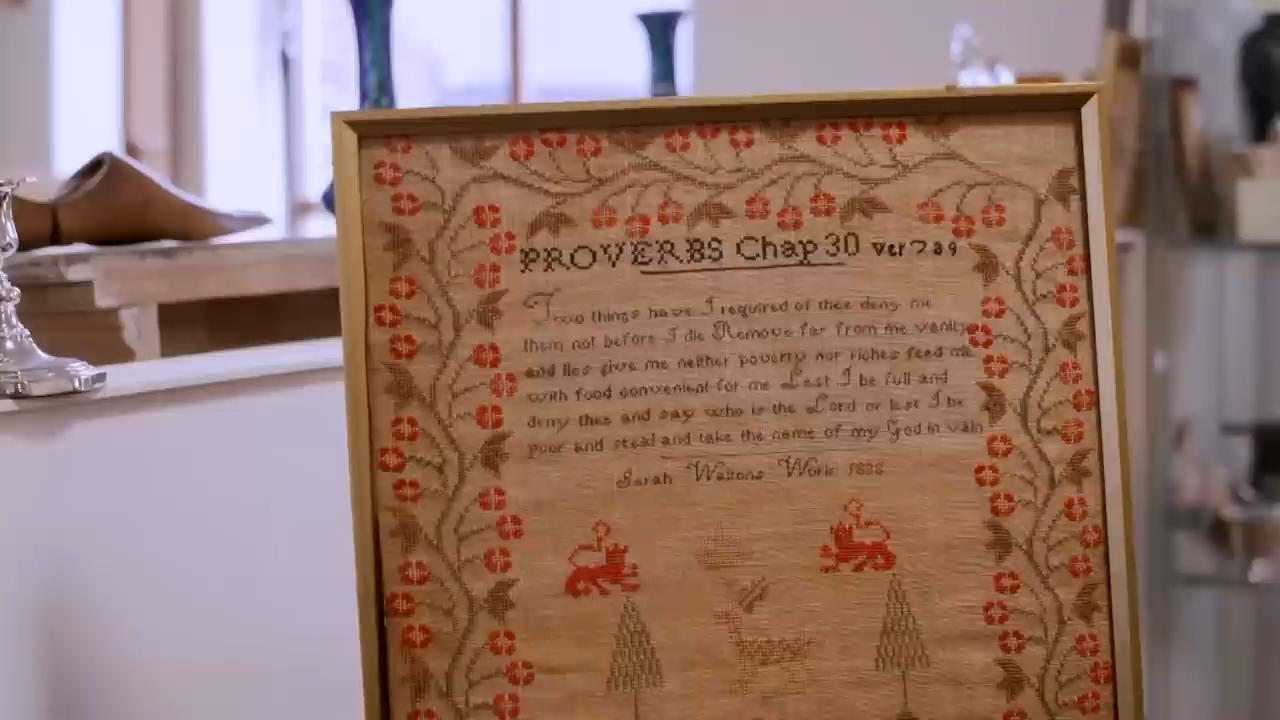 PROVERBS Chap 30 ver 7 8 9
Two things have I required of thee deny me
them not before I die Remove far from me vanity
and lies give me neither poverty nor riches feed me
with food convenient for me Lest I be full and
deny thee and say who is the Lord or lest I be
poor and steal and take the name of my God in vain
Sarah Work